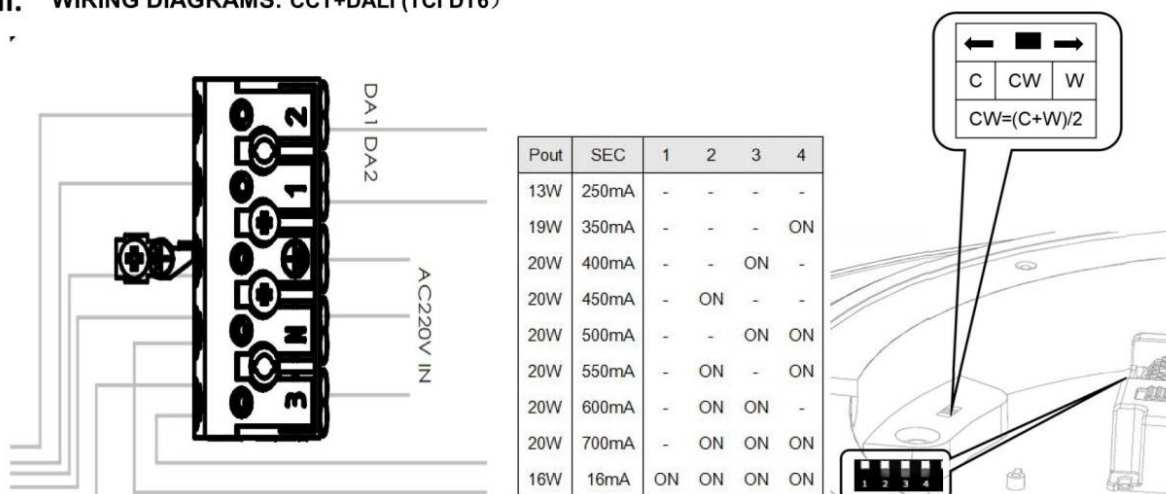 WIRING DIAGRAMS: CCT+DALI (TCI DT6）
2
1
N
3
DA1 DA2
AC220V IN
Pout SEC 1 2 3 4
13W 250mA - - - -
19W 350mA - - - ON
20W 400mA - - ON -
20W 450mA - ON - -
20W 500mA - - ON ON
20W 550mA - ON - ON
20W 600mA - ON ON -
20W 700mA - ON ON ON
16W 16mA ON ON ON ON
C CW W
CW=(C+W)/2
1 2 3 4